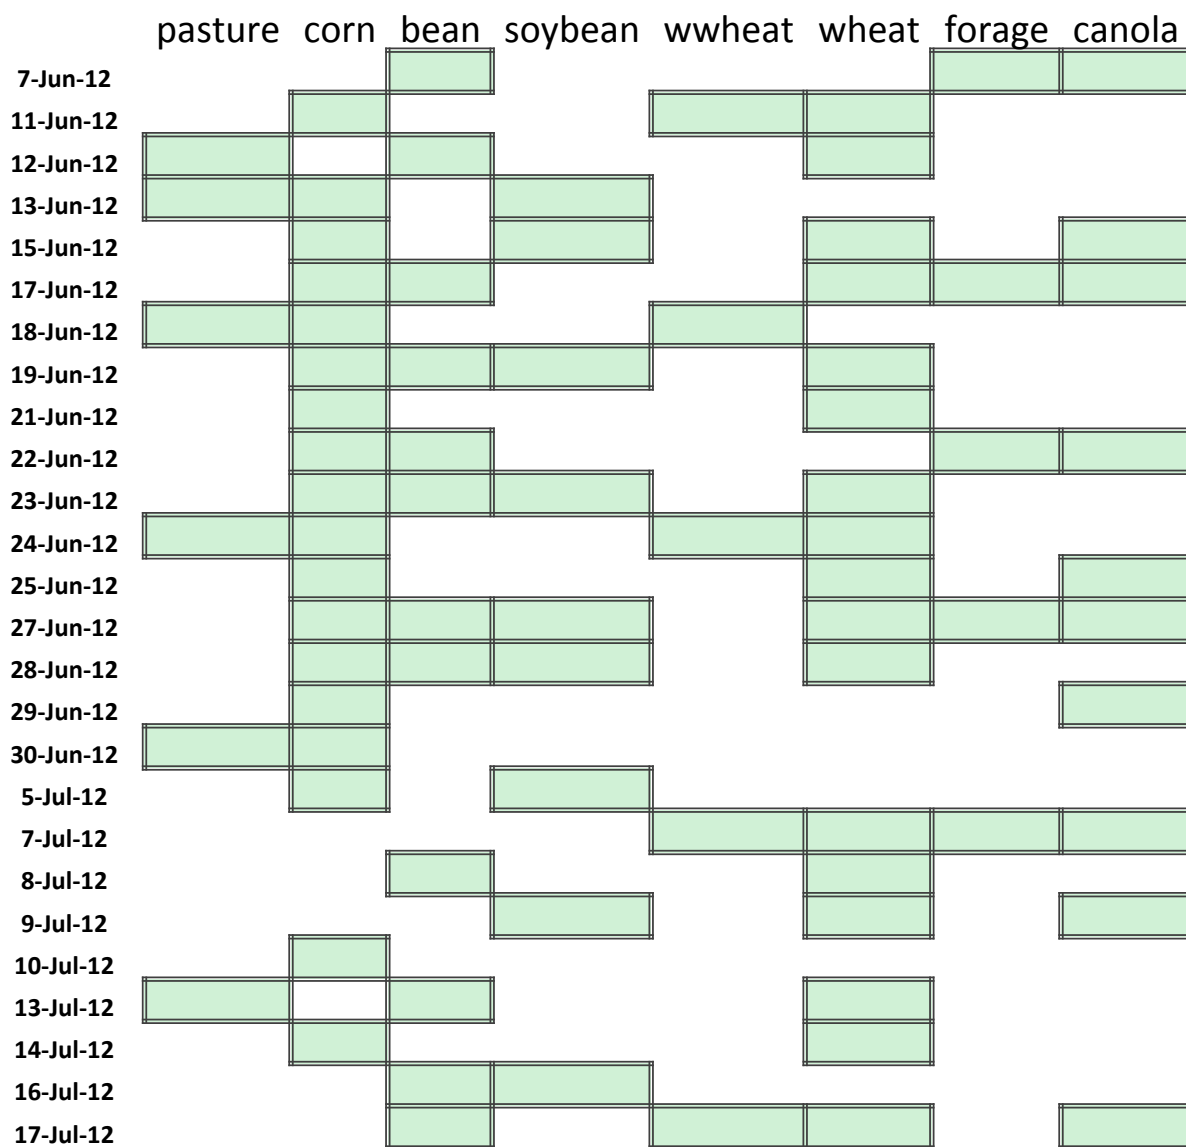 pasture corn bean soybean wwheat wheat forage canola
7-Jun-12
11-Jun-12
12-Jun-12
13-Jun-12
15-Jun-12
17-Jun-12
18-Jun-12
19-Jun-12
21-Jun-12
22-Jun-12
23-Jun-12
24-Jun-12
25-Jun-12
27-Jun-12
28-Jun-12
29-Jun-12
30-Jun-12
5-Jul-12
7-Jul-12
8-Jul-12
9-Jul-12
10-Jul-12
13-Jul-12
14-Jul-12
16-Jul-12
17-Jul-12